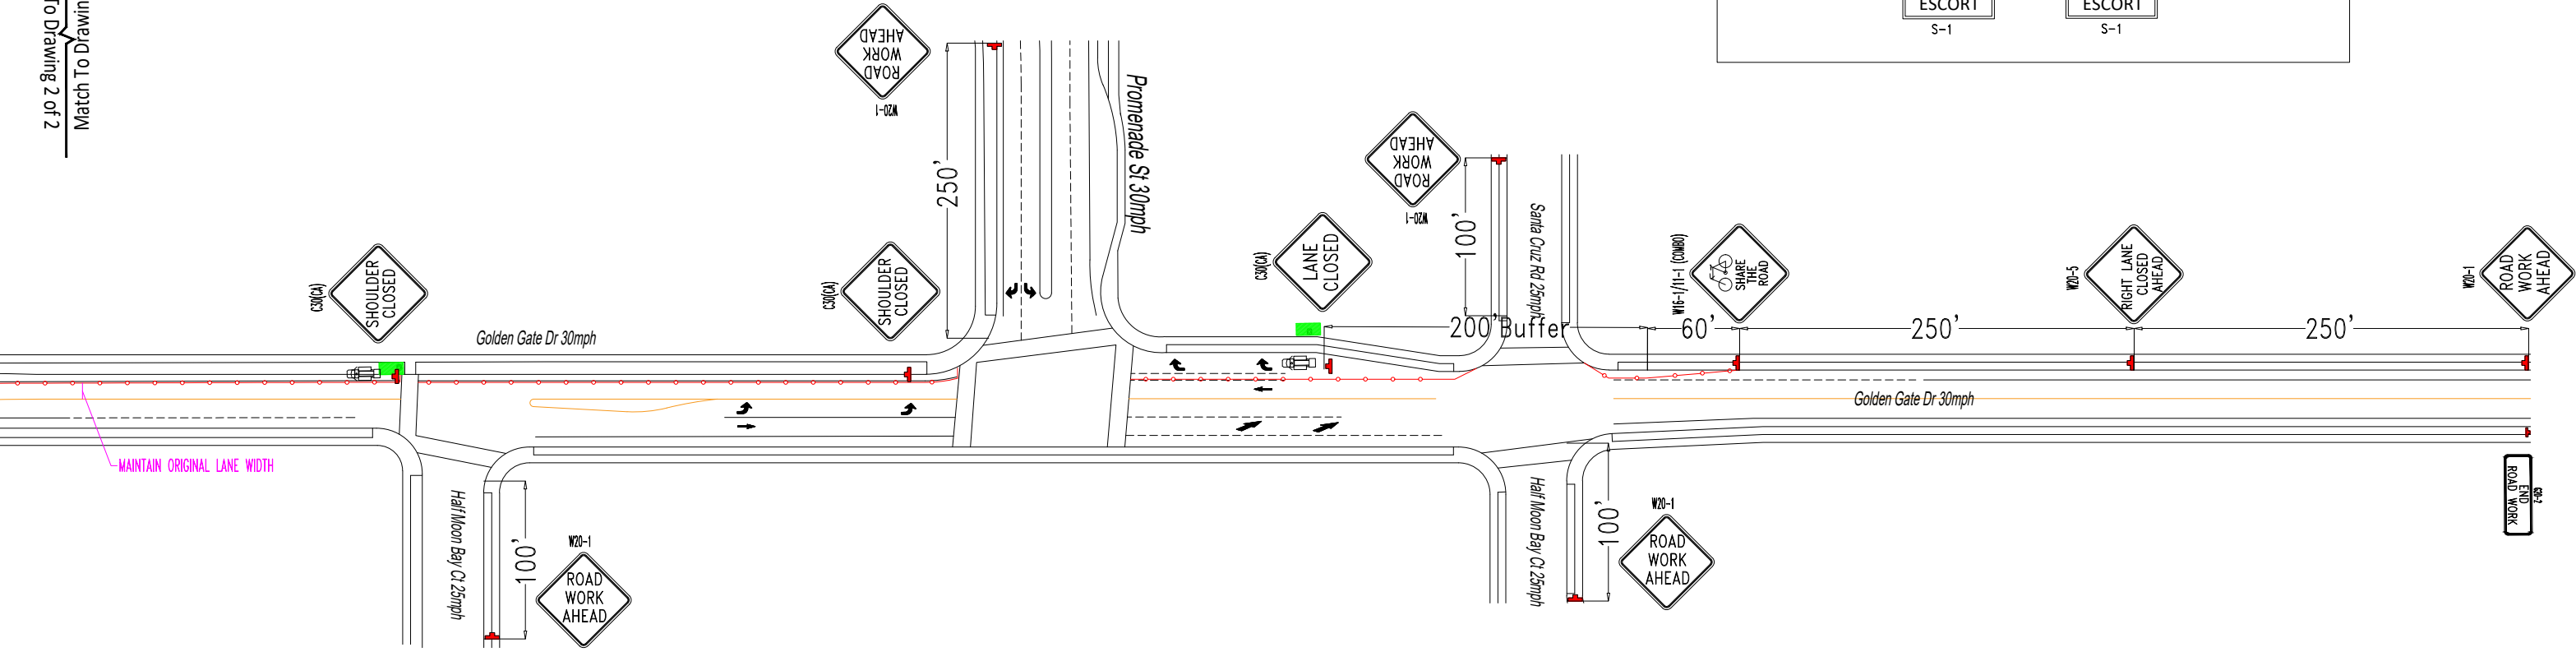 Match To Drawin
To Drawing 2 of 2
ESCORT
S-1
ESCORT
S-1
ROAD
WORK
AHEAD
W20-1
250'
Promenade St 30mph
ROAD
WORK
AHEAD
W20-1
100'
Santa Cruz Rd 25mph
C30(CA)
SHOULDER
CLOSED
Golden Gate Dr 30mph
C30(CA)
SHOULDER
CLOSED
C30(CA)
LANE
CLOSED
W16-1/11-1 (COMBO)
SHARE
THE
ROAD
W20-5
RIGHT LANE
CLOSED
AHEAD
W20-1
ROAD
WORK
AHEAD
200'Buffer
60'
250'
250'
Golden Gate Dr 30mph
MAINTAIN ORIGINAL LANE WIDTH
Half Moon Bay Ct 25mph
100'
W20-1
ROAD
WORK
AHEAD
Half Moon Bay Ct 25mph
100'
W20-1
ROAD
WORK
AHEAD
G20-2
END
ROAD WORK